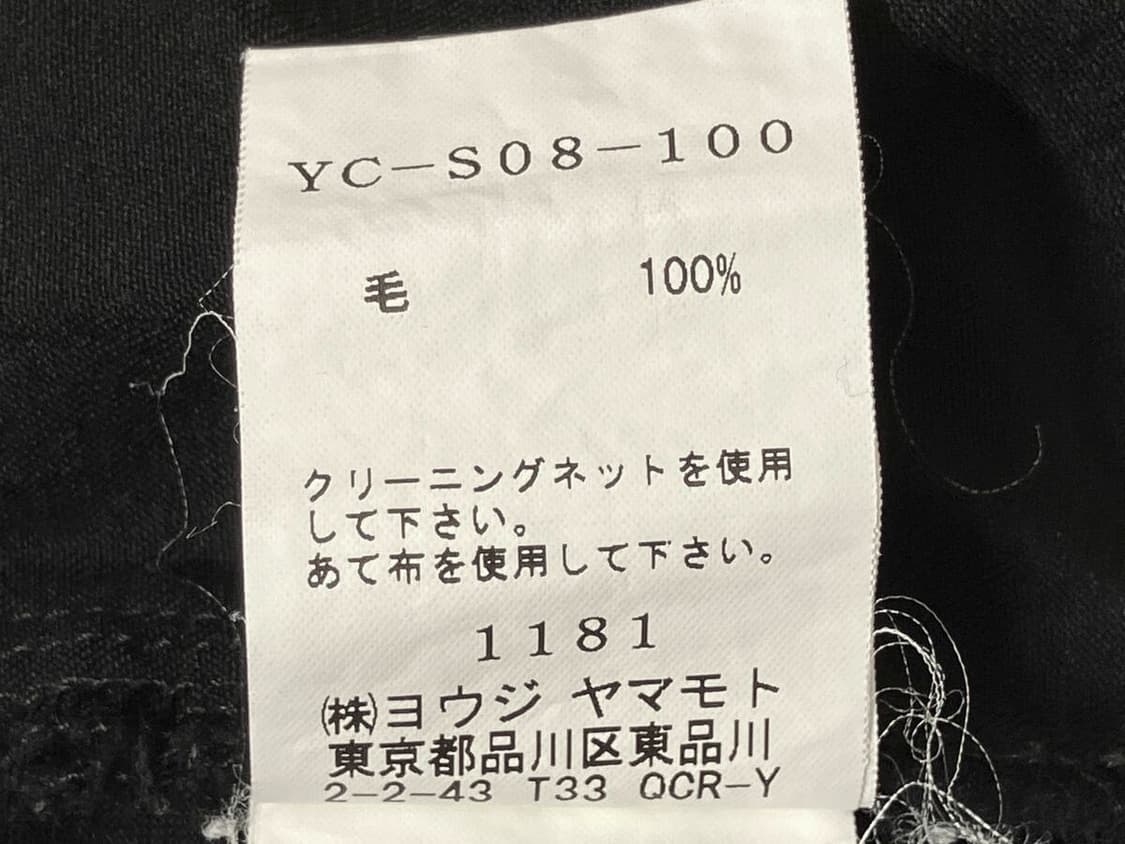 YC-S08-100
毛 100%
クリーニングネットを使用
して下さい。
あて布を使用して下さい。
1181
㈱ヨウジ ヤマモト
東京都品川区東品川
2-2-43 T33 QCR-Y